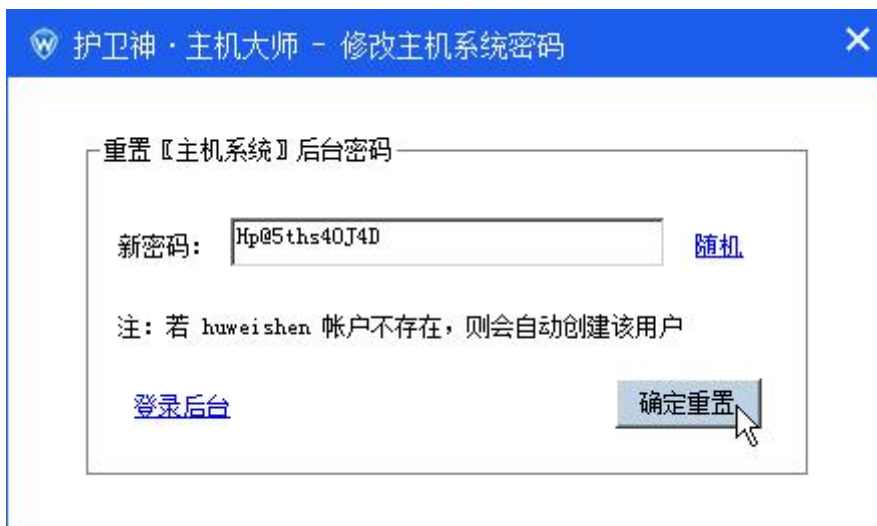 护卫神·主机大师 - 修改主机系统密码
重置〖主机系统〗后台密码
新密码: Hp@5ths4OJ4D 随机
注: 若 huweishen 帐户不存在，则会自动创建该用户
登录后台 确定重置